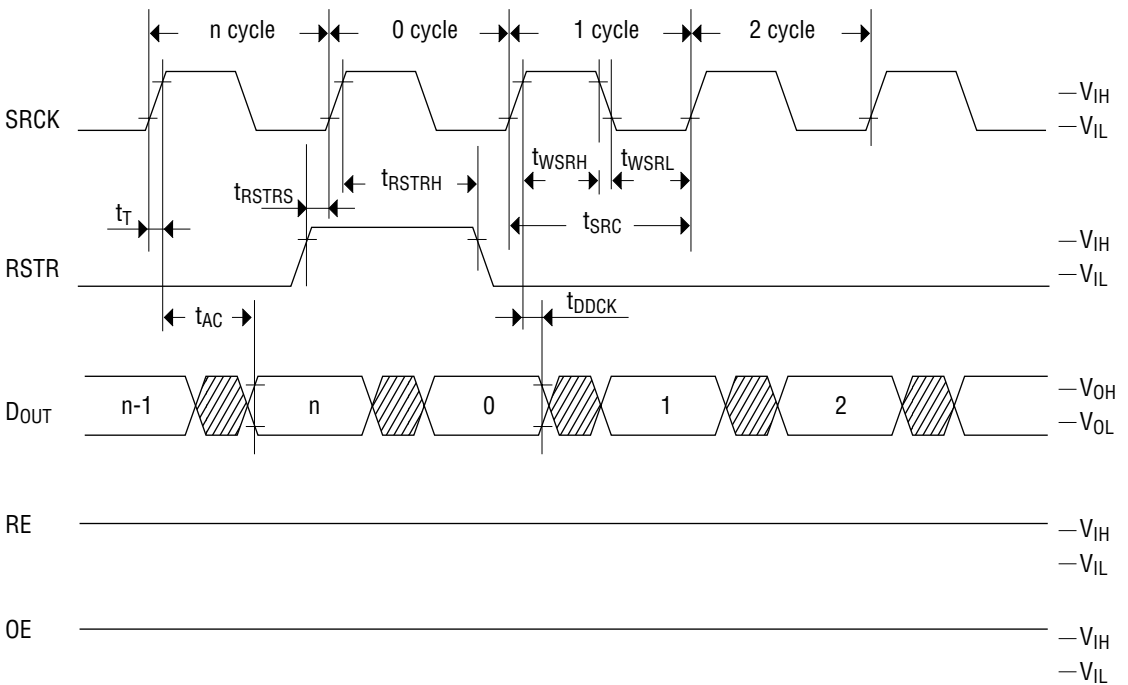 n cycle 0 cycle 1 cycle 2 cycle
SRCK
VIH
VIL
tWSRH tWSRL
tRSTRS tRSTRH
tT tSRC
RSTR
VIH
VIL
tAC tDDCK
DOUT n-1 n 0 1 2
VOH
VOL
RE
VIH
VIL
OE
VIH
VIL